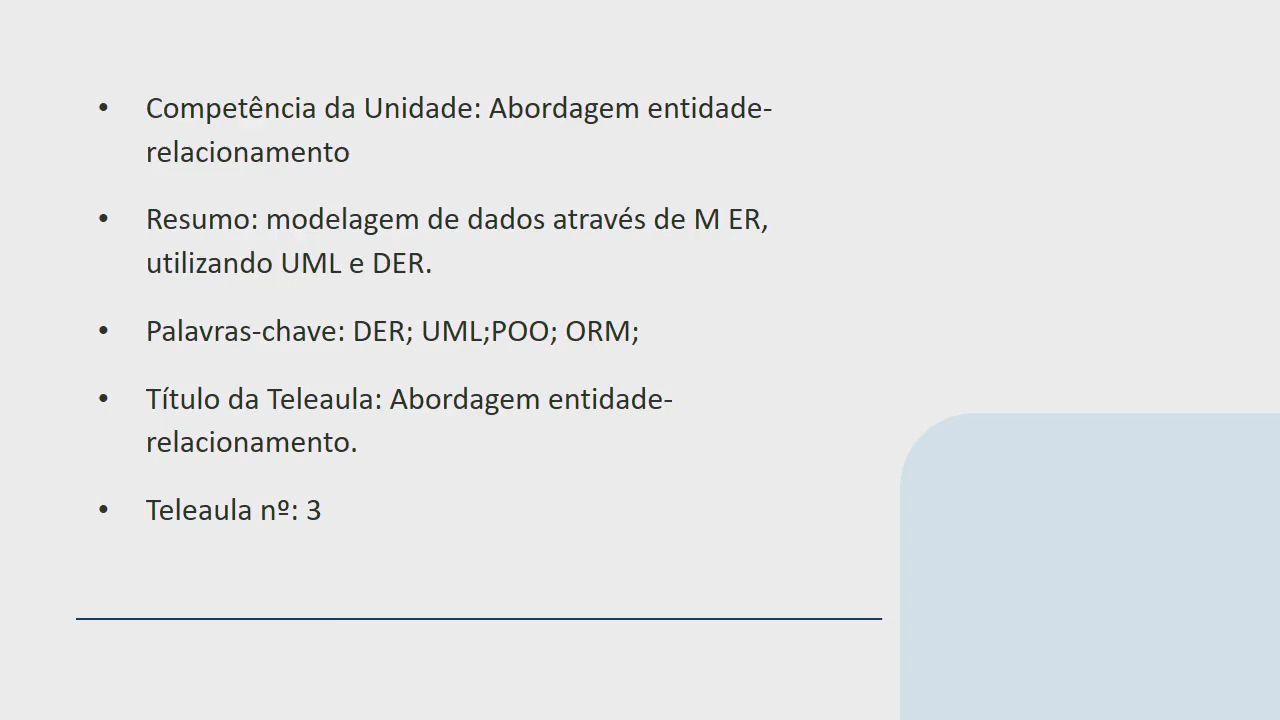 • Competência da Unidade: Abordagem entidade-
relacionamento
• Resumo: modelagem de dados através de M ER,
utilizando UML e DER.
• Palavras-chave: DER; UML;POO; ORM;
• Título da Teleaula: Abordagem entidade-
relacionamento.
• Teleaula nº: 3